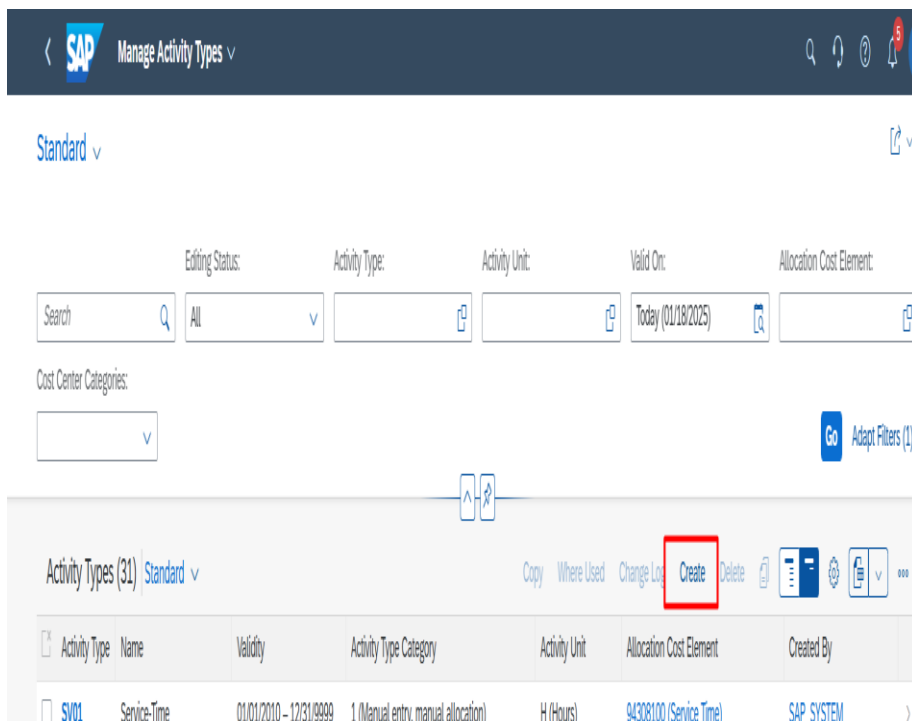 SAP Manage Activity Types
5
Standard
Editing Status: Activity Type: Activity Unit: Valid On: Allocation Cost Element:
Search All Today (01/18/2025)
Cost Center Categories:
Go Adapt Filters (1)
Activity Types (31) Standard Copy Where Used Change Log Create Delete
Activity Type Name Validity Activity Type Category Activity Unit Allocation Cost Element Created By
SV01 Service-Time 01/01/2010 – 12/31/9999 1 (Manual entry, manual allocation) H (Hours) 94308100 (Service Time) SAP_SYSTEM